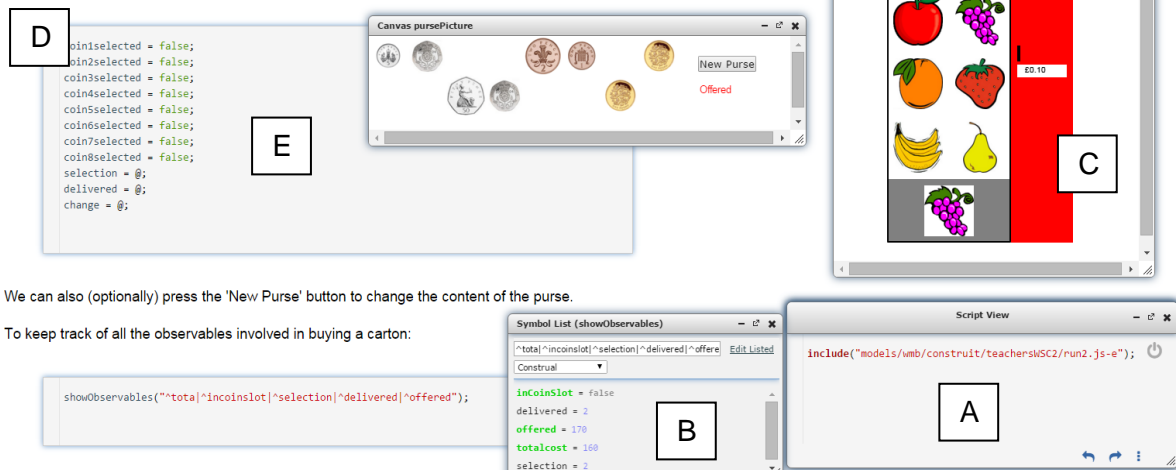 D
coin1selected = false;
coin2selected = false;
coin3selected = false;
coin4selected = false;
coin5selected = false;
coin6selected = false;
coin7selected = false;
coin8selected = false;
selection = @;
delivered = @;
change = @;
E
Canvas pursePicture
New Purse
Offered
£0.10
C
We can also (optionally) press the 'New Purse' button to change the content of the purse.
To keep track of all the observables involved in buying a carton:
showObservables("^tota|^incoinslot|^selection|^delivered|^offered");
Symbol List (showObservables)
^tota|^incoinslot|^selection|^delivered|^offere
Edit Listed
Construal
inCoinSlot = false
delivered = 2
offered = 170
totalcost = 160
selection = 2
B
Script View
include("models/wmb/construit/teachersWSC2/run2.js-e");
A